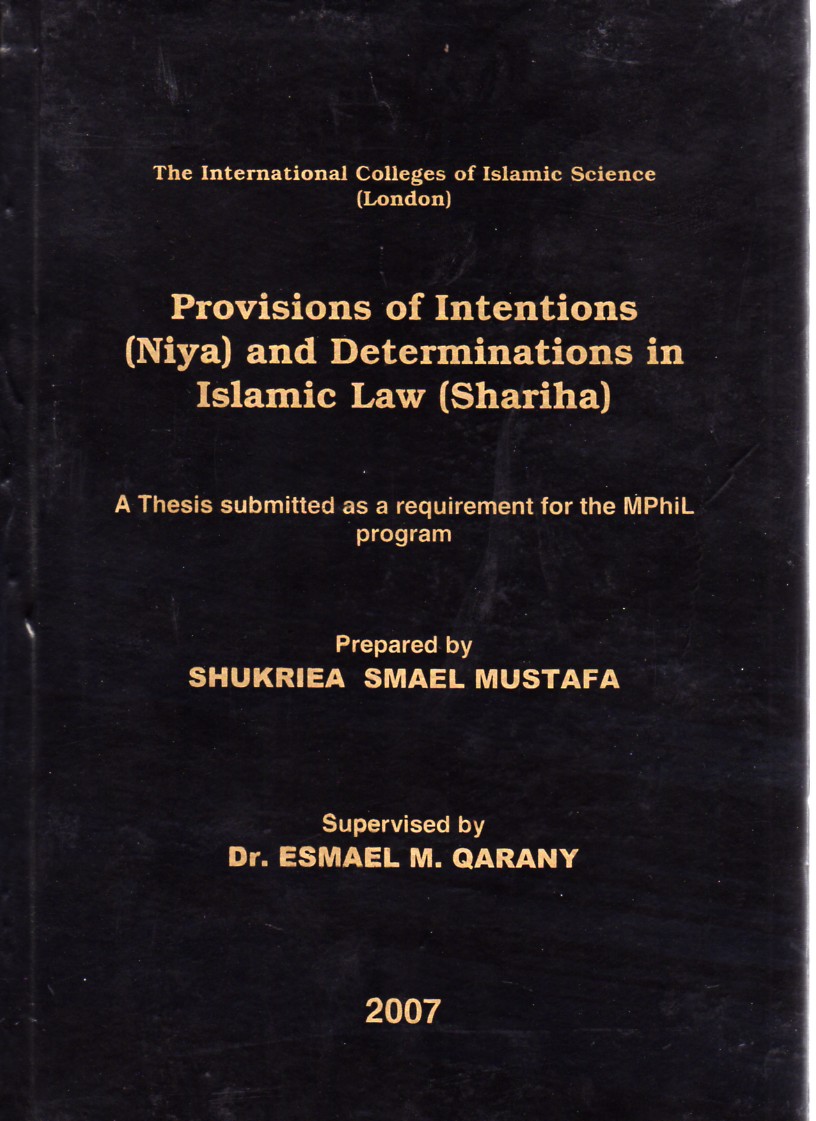 The International Colleges of Islamic Science
(London)
Provisions of Intentions
(Niya) and Determinations in
Islamic Law (Shariha)
A Thesis submitted as a requirement for the MPhiL
program
Prepared by
SHUKRIEA SMAEL MUSTAFA
Supervised by
Dr. ESMAEL M. QARANY
2007